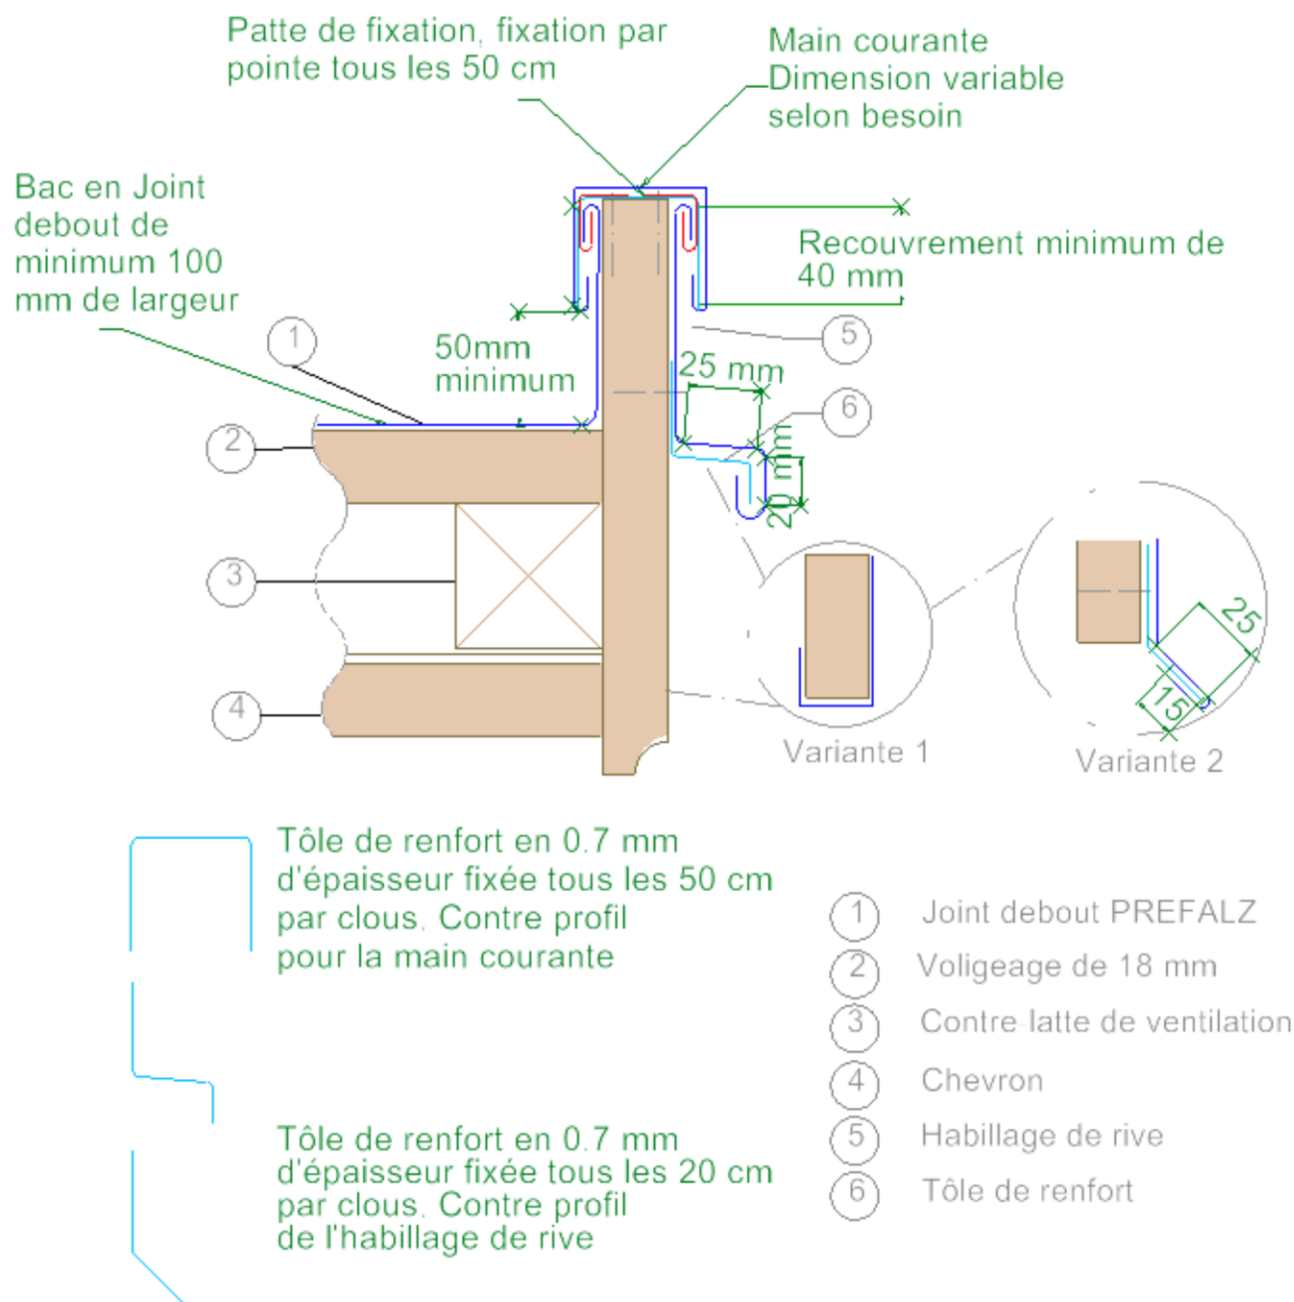 Patte de fixation, fixation par
pointe tous les 50 cm
Main courante
Dimension variable
selon besoin
Bac en Joint
debout de
minimum 100
mm de largeur
Recouvrement minimum de
40 mm
1
50mm
minimum
5
25 mm
6
2
20 mm
3
25
15
4
Variante 1
Variante 2
Tôle de renfort en 0.7 mm
d'épaisseur fixée tous les 50 cm
par clous. Contre profil
pour la main courante
1 Joint debout PREFALZ
2 Voligeage de 18 mm
3 Contre latte de ventilation
4 Chevron
5 Habillage de rive
6 Tôle de renfort
Tôle de renfort en 0.7 mm
d'épaisseur fixée tous les 20 cm
par clous. Contre profil
de l'habillage de rive